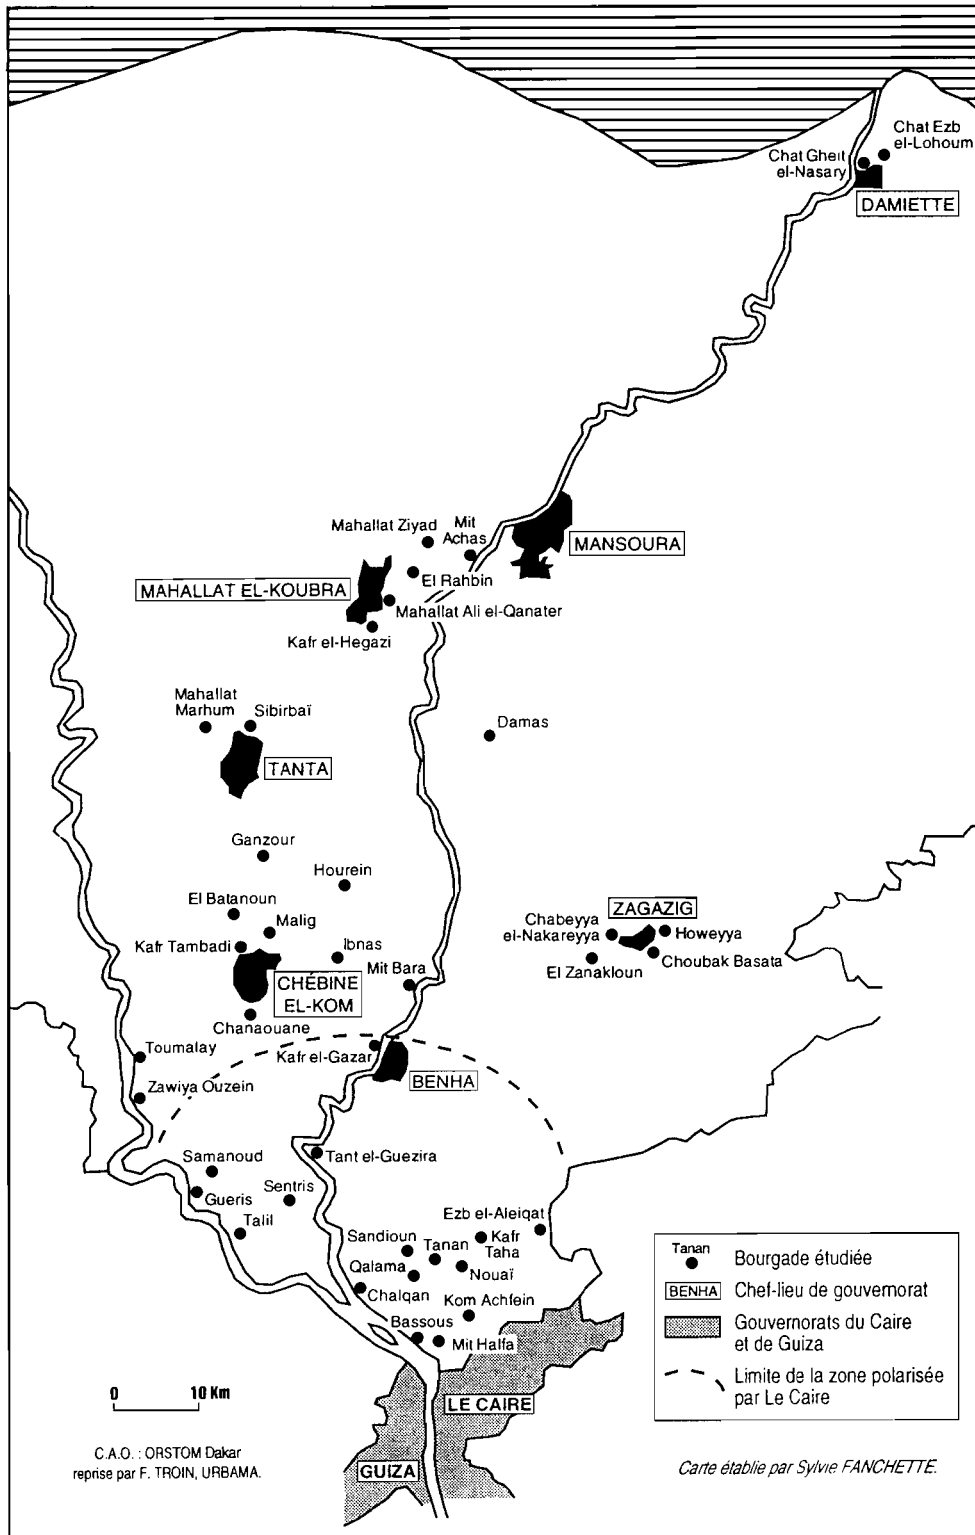 Chat Ezb
el-Lohoum
Chat Gheit
el-Nasary
DAMIETTE
Mahallat Ziyad
Mit
Achas
MANSOURA
El Rahbin
MAHALLAT EL-KOUBRA
Mahallat Ali el-Qanater
Kafr el-Hegazi
Mahallat
Marhum
Sibirbaï
Damas
TANTA
Ganzour
Hourein
El Batanoun
Malig
ZAGAZIG
Chabeyya
el-Nakareyya
Howeyya
Kafr Tambadi
Ibnas
Choubak Basata
El Zanakloun
Mit Bara
CHÉBINE
EL-KOM
Chanaouane
Toumalay
Kafr el-Gazar
BENHA
Zawiya Ouzein
Tant el-Guezira
Samanoud
Gueris
Sentris
Talil
Ezb el-Aleiqat
Sandioun
Tanan
Kafr
Taha
Qalama
Nouaï
Chalqan
Kom Achfein
Bassous
Mit Halfa
LE CAIRE
GUIZA
Tanan
Bourgade étudiée
BENHA
Chef-lieu de gouvernorat
Gouvernorats du Caire
et de Guiza
Limite de la zone polarisée
par Le Caire
0 10 Km
C.A.O. : ORSTOM Dakar
reprise par F. TROIN, URBAMA.
Carte établie par Sylvie FANCHETTE.